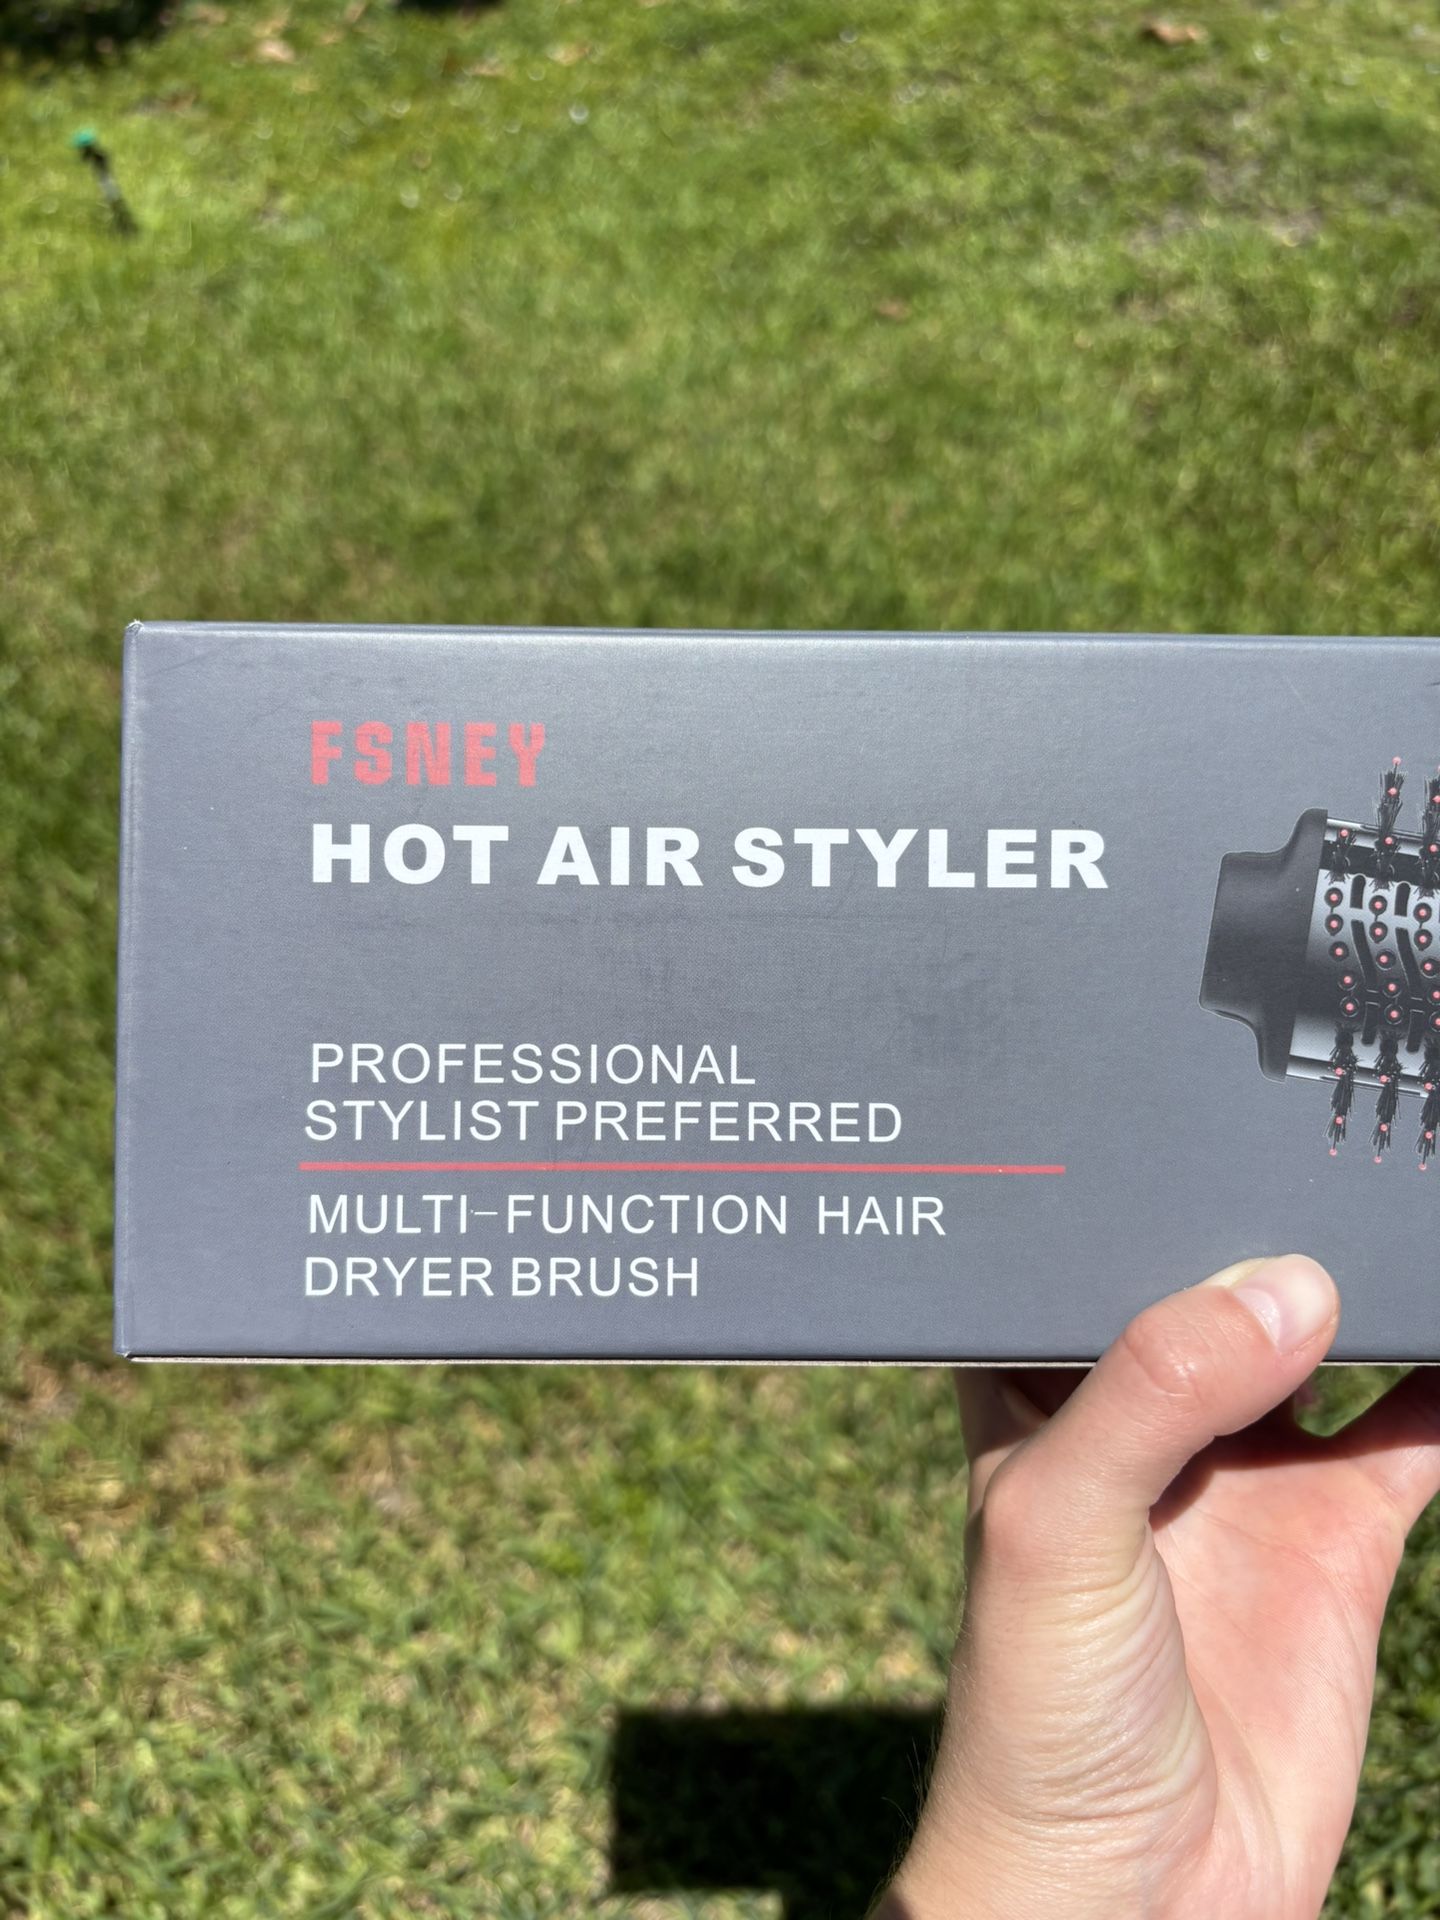 FSNEY
HOT AIR STYLER
PROFESSIONAL
STYLIST PREFERRED
MULTI-FUNCTION HAIR
DRYER BRUSH